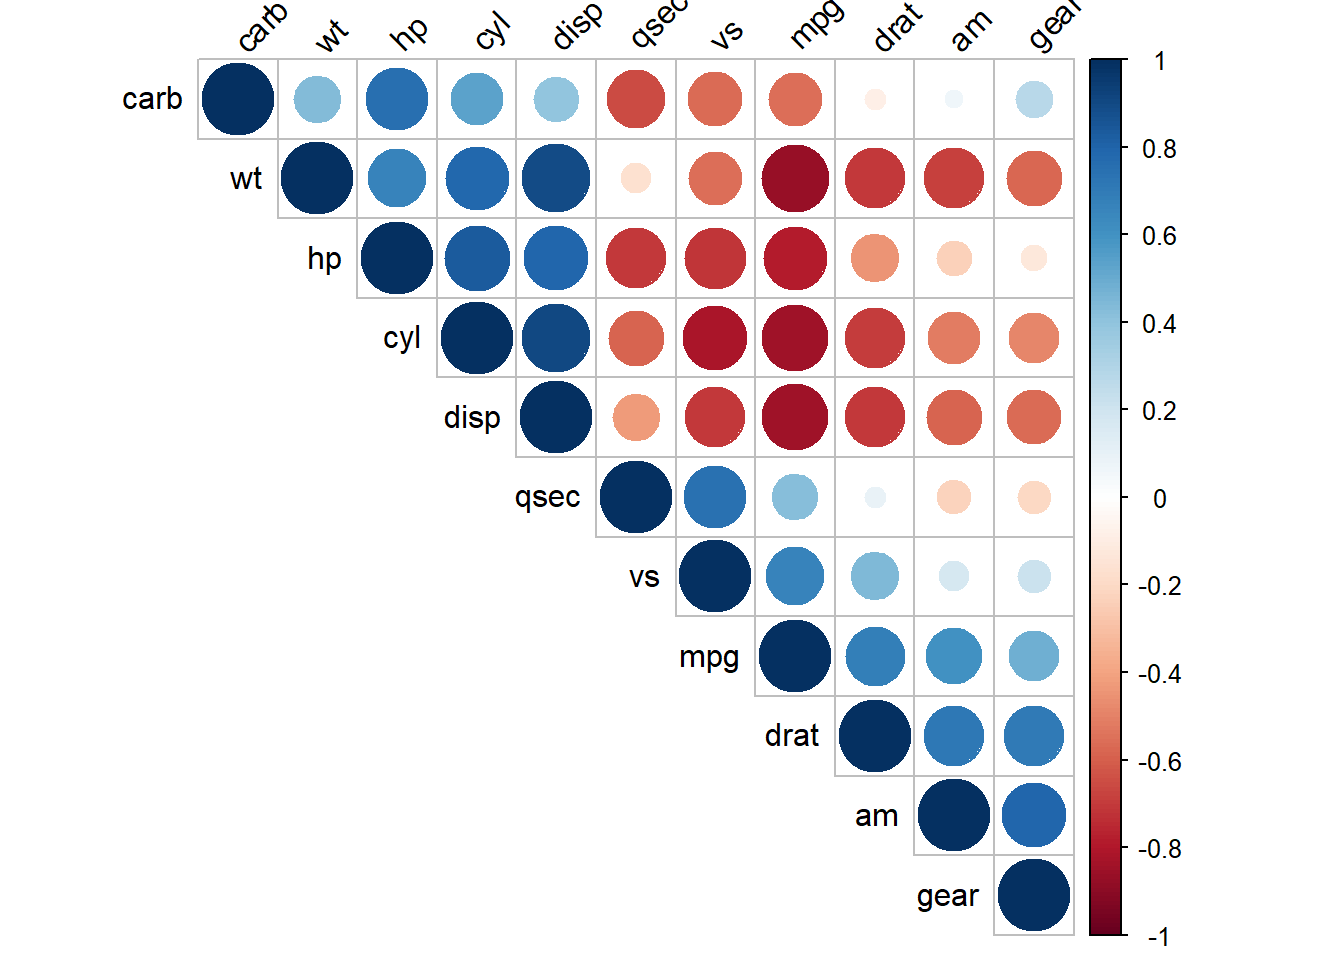 carb wt hp cyl disp qsec vs mpg drat am gear
carb
wt
hp
cyl
disp
qsec
vs
mpg
drat
am
gear
1
0.8
0.6
0.4
0.2
0
-0.2
-0.4
-0.6
-0.8
-1